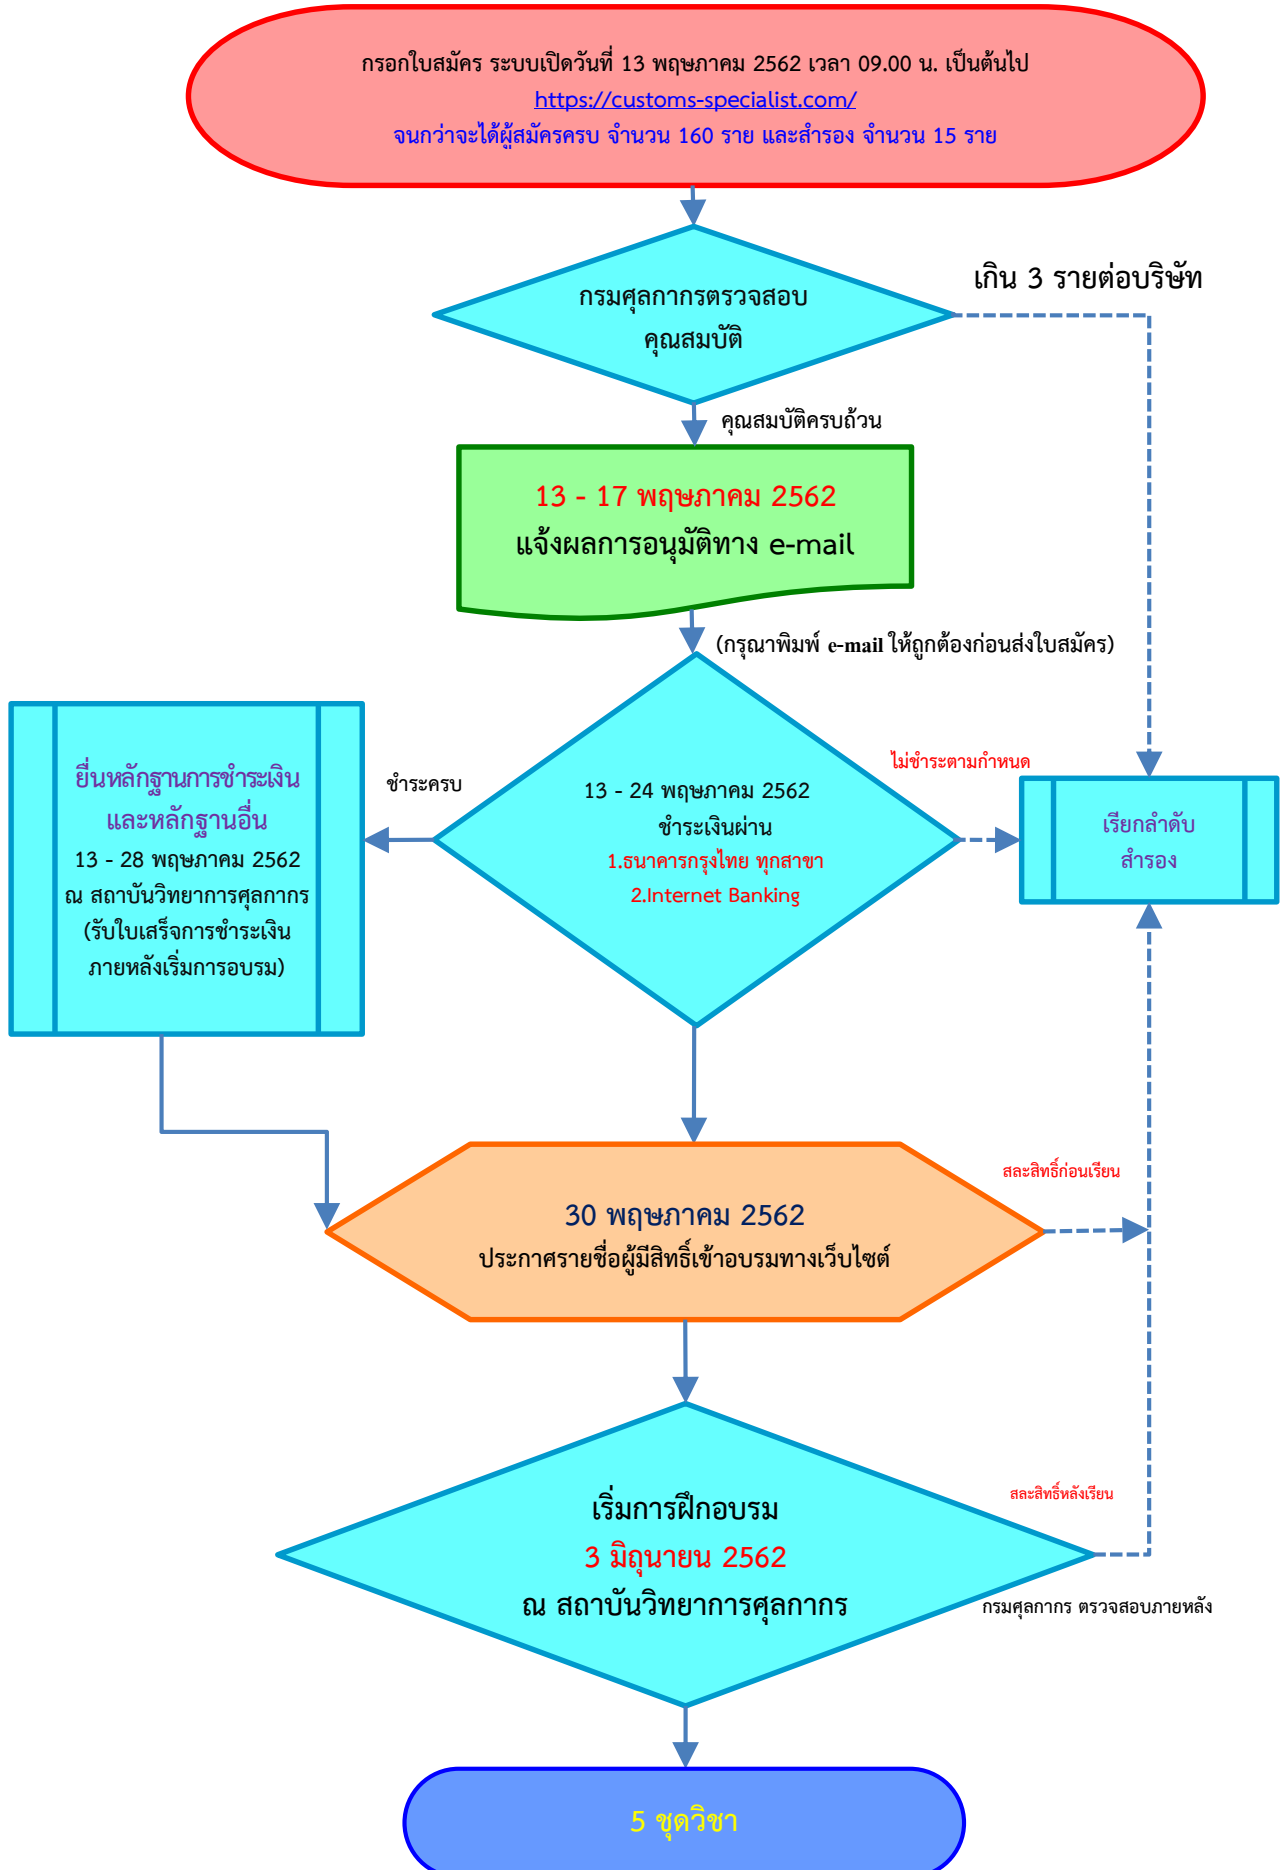 กรอกใบสมัคร ระบบเปิดวันที่ 13 พฤษภาคม 2562 เวลา 09.00 น. เป็นต้นไป
https://customs-specialist.com/
จนกว่าจะได้ผู้สมัครครบ จำนวน 160 ราย และสำรอง จำนวน 15 ราย
เกิน 3 รายต่อบริษัท
กรมศุลกากรตรวจสอบ
คุณสมบัติ
คุณสมบัติครบถ้วน
13 - 17 พฤษภาคม 2562
แจ้งผลการอนุมัติทาง e-mail
(กรุณาพิมพ์ e-mail ให้ถูกต้องก่อนส่งใบสมัคร)
ยื่นหลักฐานการชำระเงิน
และหลักฐานอื่น
13 - 28 พฤษภาคม 2562
ณ สถาบันวิทยาการศุลกากร
(รับใบเสร็จการชำระเงิน
ภายหลังเริ่มการอบรม)
ชำระครบ
13 - 24 พฤษภาคม 2562
ชำระเงินผ่าน
1.ธนาคารกรุงไทย ทุกสาขา
2.Internet Banking
ไม่ชำระตามกำหนด
เรียกลำดับ
สำรอง
30 พฤษภาคม 2562
ประกาศรายชื่อผู้มีสิทธิ์เข้าอบรมทางเว็บไซต์
สละสิทธิ์ก่อนเรียน
เริ่มการฝึกอบรม
3 มิถุนายน 2562
ณ สถาบันวิทยาการศุลกากร
สละสิทธิ์หลังเรียน
กรมศุลกากร ตรวจสอบภายหลัง
5 ชุดวิชา